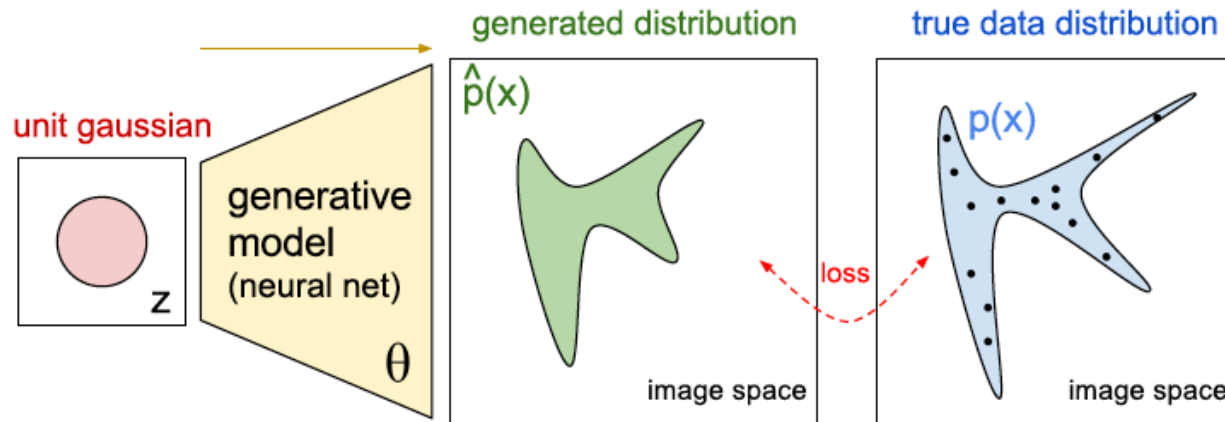 generated distribution
true data distribution
p̂(x)
p(x)
unit gaussian
generative
model
(neural net)
z
θ
loss
image space
image space